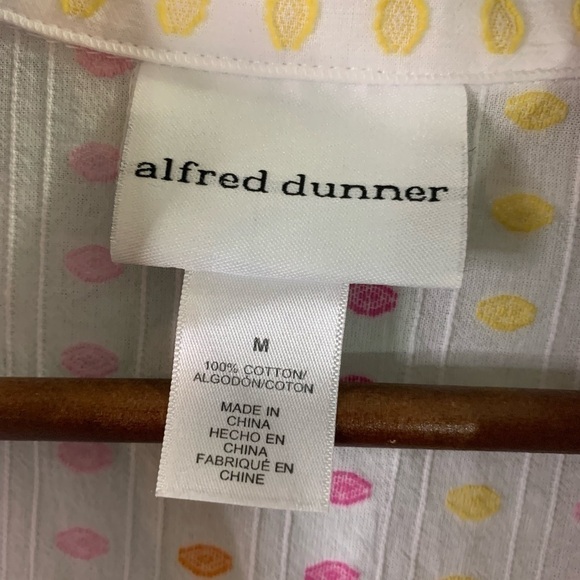 alfred dunner
M
100% COTTON/
ALGODÓN/COTON
MADE IN
CHINA
HECHO EN
CHINA
FABRIQUÉ EN
CHINE